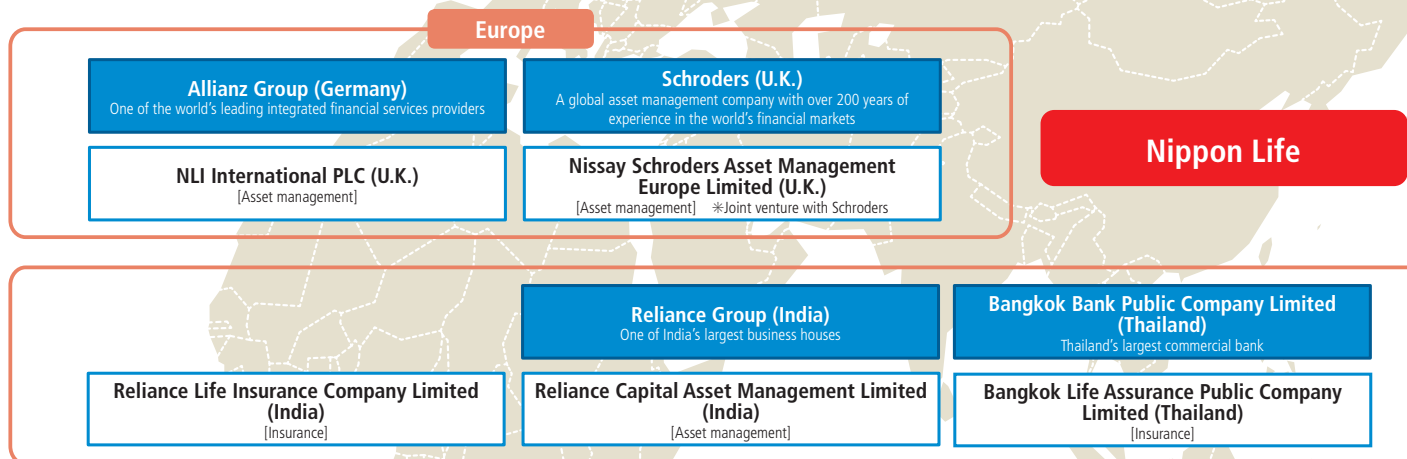 Europe
Allianz Group (Germany)
One of the world's leading integrated financial services providers
Schroders (U.K.)
A global asset management company with over 200 years of
experience in the world's financial markets
NLI International PLC (U.K.)
[Asset management]
Nissay Schroders Asset Management
Europe Limited (U.K.)
[Asset management] ✳Joint venture with Schroders
Nippon Life
Reliance Group (India)
One of India's largest business houses
Bangkok Bank Public Company Limited
(Thailand)
Thailand's largest commercial bank
Reliance Life Insurance Company Limited
(India)
[Insurance]
Reliance Capital Asset Management Limited
(India)
[Asset management]
Bangkok Life Assurance Public Company
Limited (Thailand)
[Insurance]